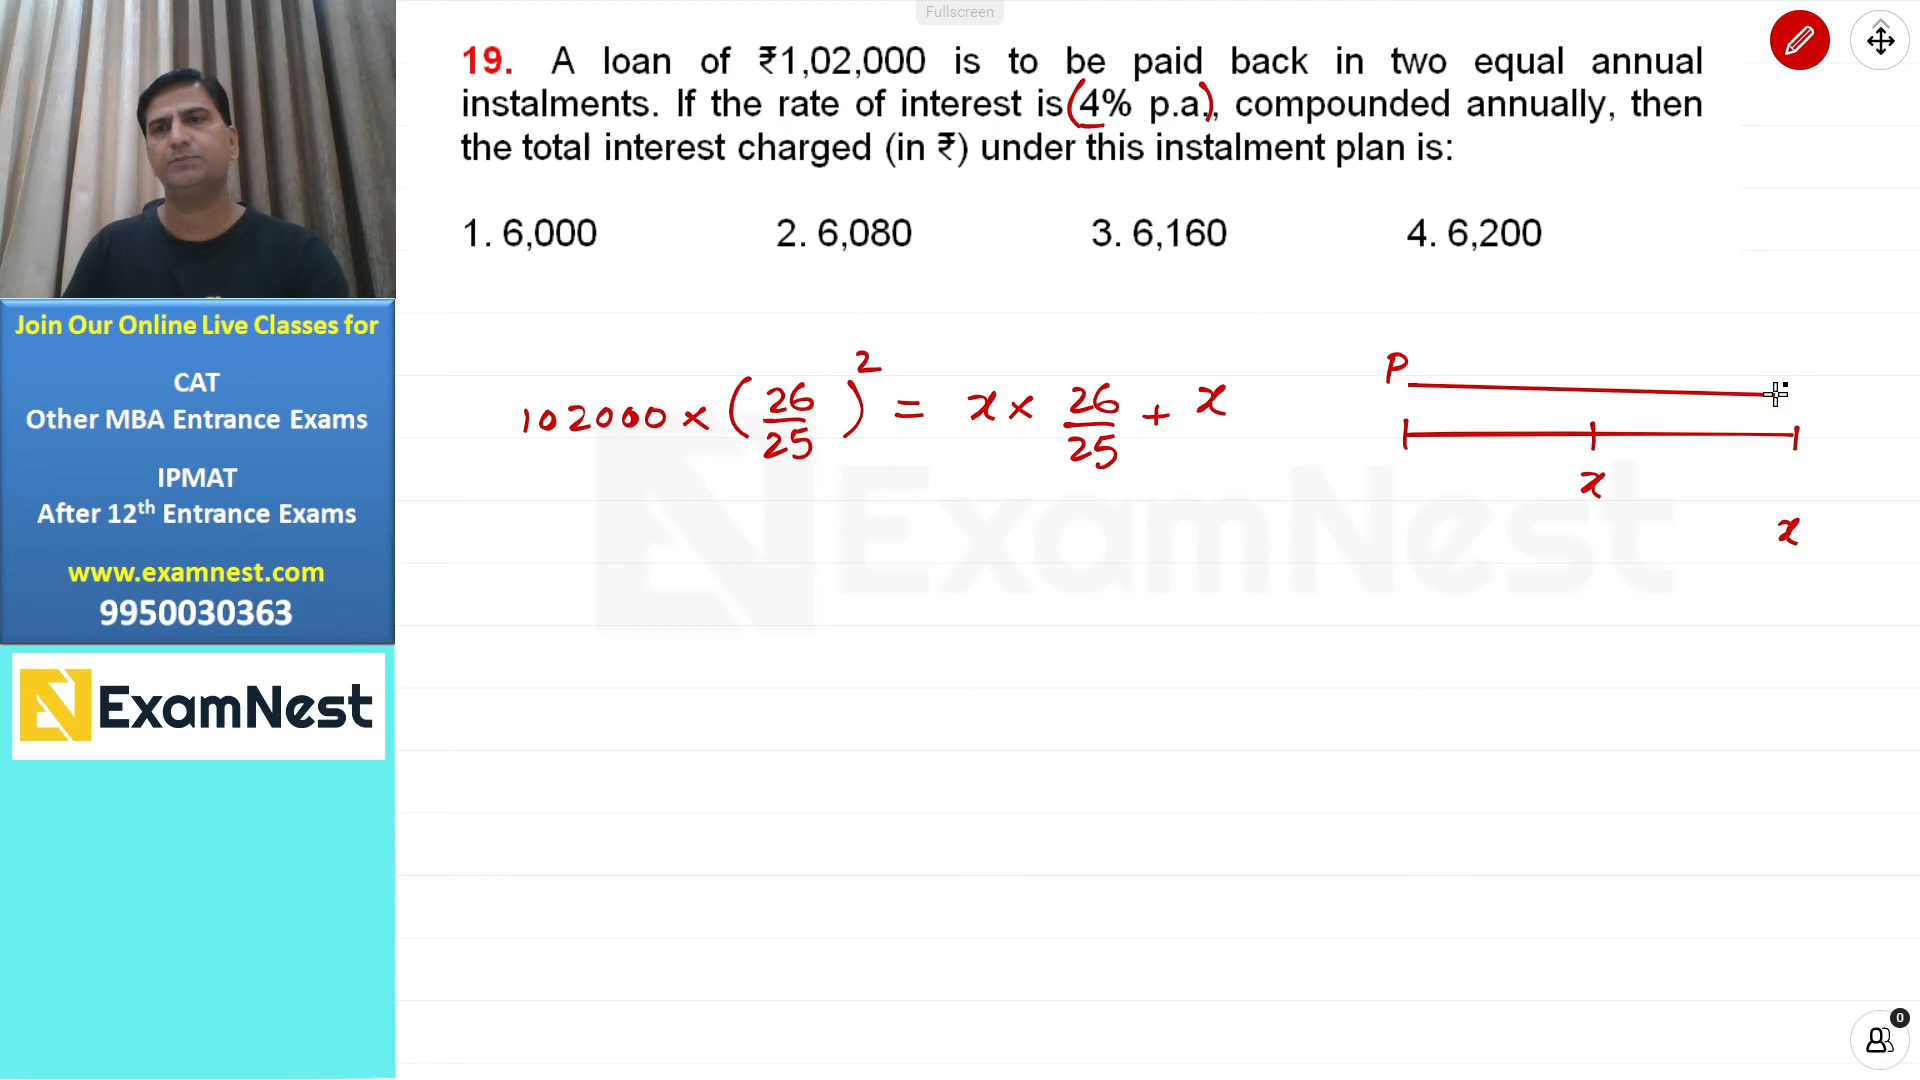 Fullscreen
19. A loan of ₹1,02,000 is to be paid back in two equal annual
instalments. If the rate of interest is (4% p.a.), compounded annually, then
the total interest charged (in ₹) under this instalment plan is:
1. 6,000 2. 6,080 3. 6,160 4. 6,200
Join Our Online Live Classes for
CAT
Other MBA Entrance Exams
IPMAT
After 12th Entrance Exams
www.examnest.com
9950030363
ExamNest
102000 × (26/25)² = x × 26/25 + x
P
x
x
ExamNest
0